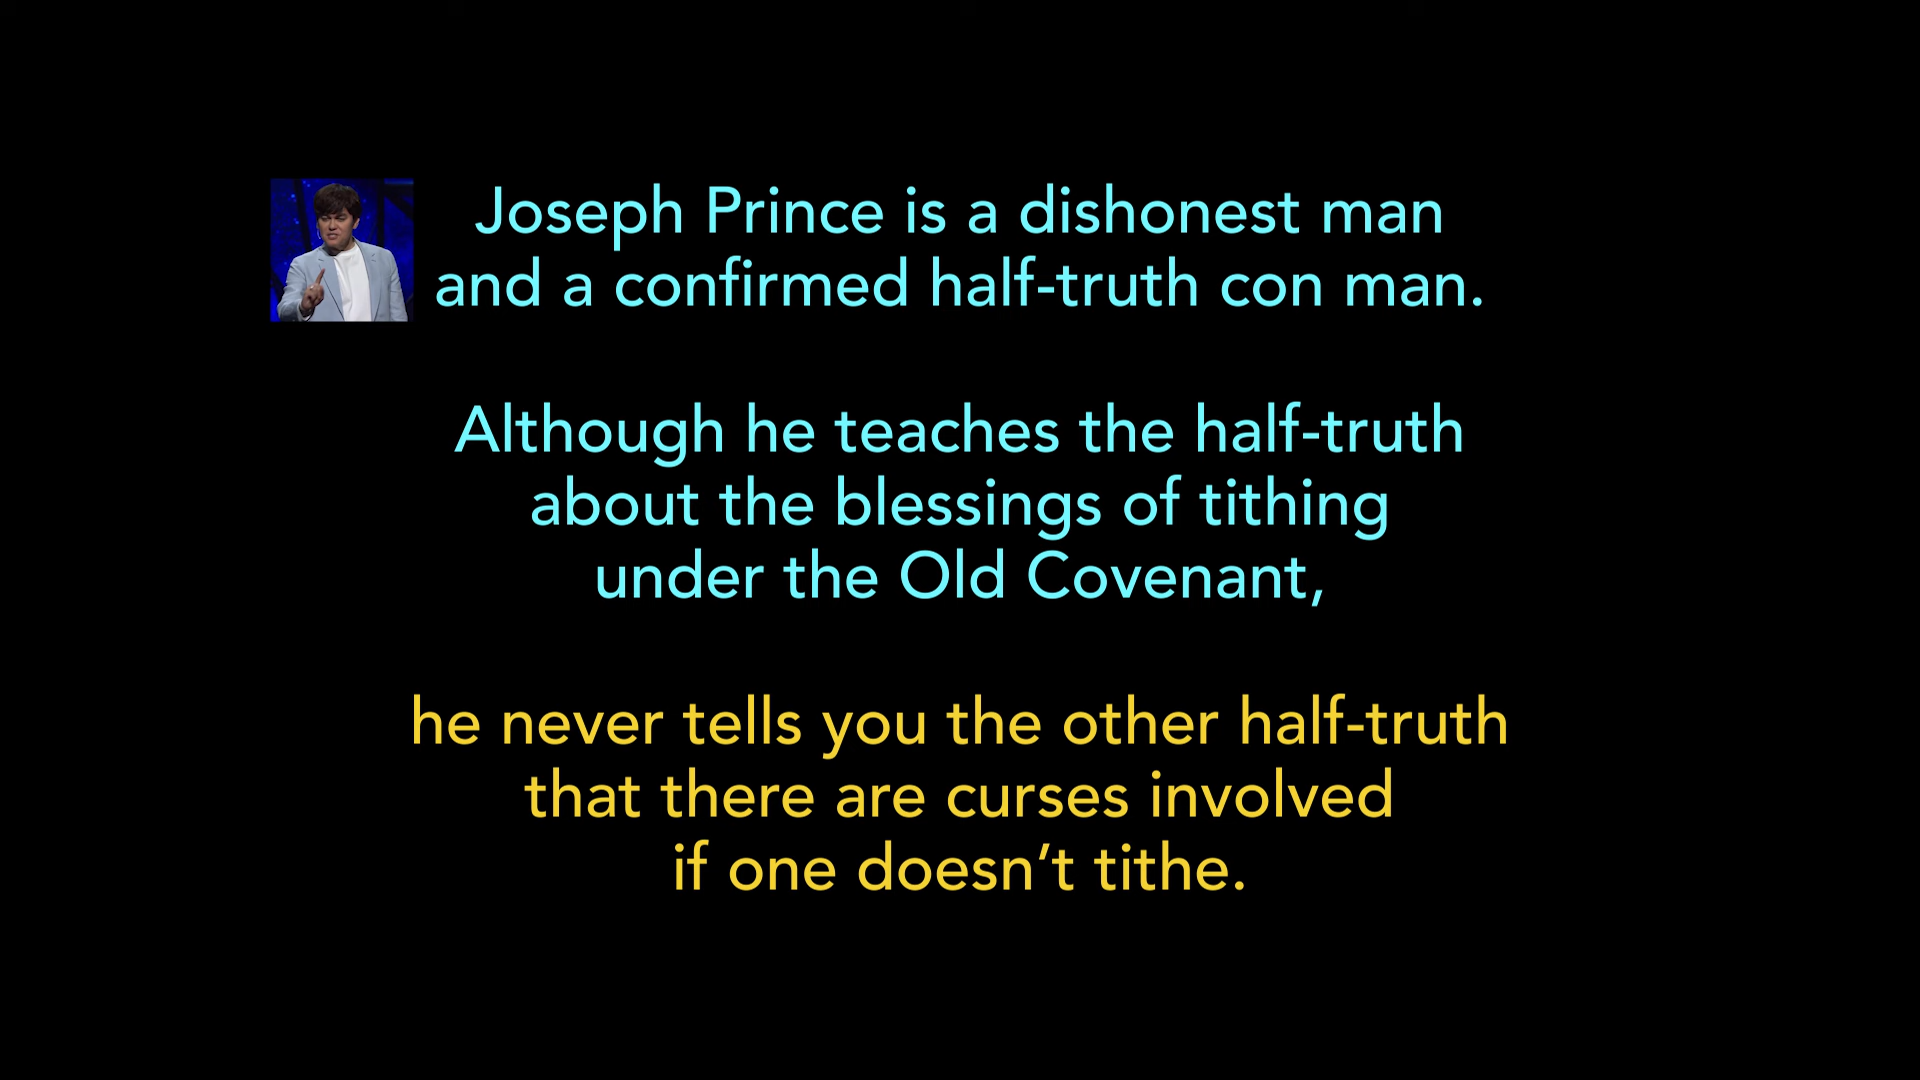 Joseph Prince is a dishonest man
and a confirmed half-truth con man.
Although he teaches the half-truth
about the blessings of tithing
under the Old Covenant,
he never tells you the other half-truth
that there are curses involved
if one doesn’t tithe.